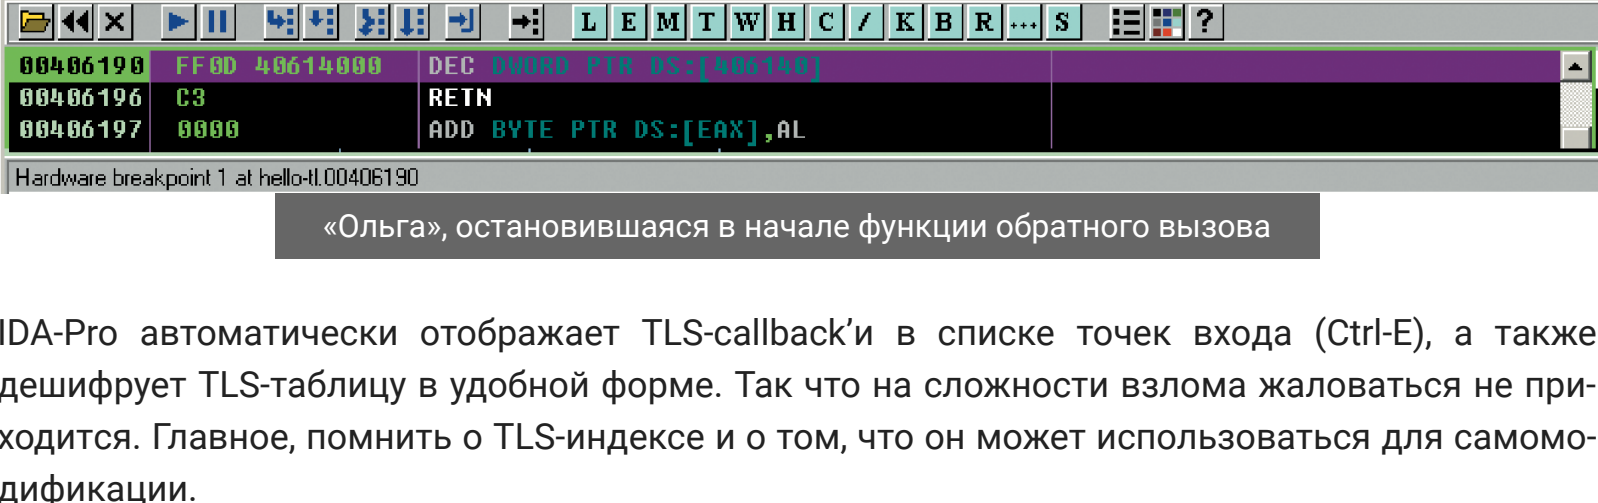 L E M T W H C / K B R ... S ?
00406190 FF0D 40614000 DEC DWORD PTR DS:[406140]
00406196 C3 RETN
00406197 0000 ADD BYTE PTR DS:[EAX],AL
Hardware breakpoint 1 at hello-tl.00406190
«Ольга», остановившаяся в начале функции обратного вызова
IDA-Pro автоматически отображает TLS-callback’и в списке точек входа (Ctrl-E), а также
дешифрует TLS-таблицу в удобной форме. Так что на сложности взлома жаловаться не при-
ходится. Главное, помнить о TLS-индексе и о том, что он может использоваться для самомо-
дификации.